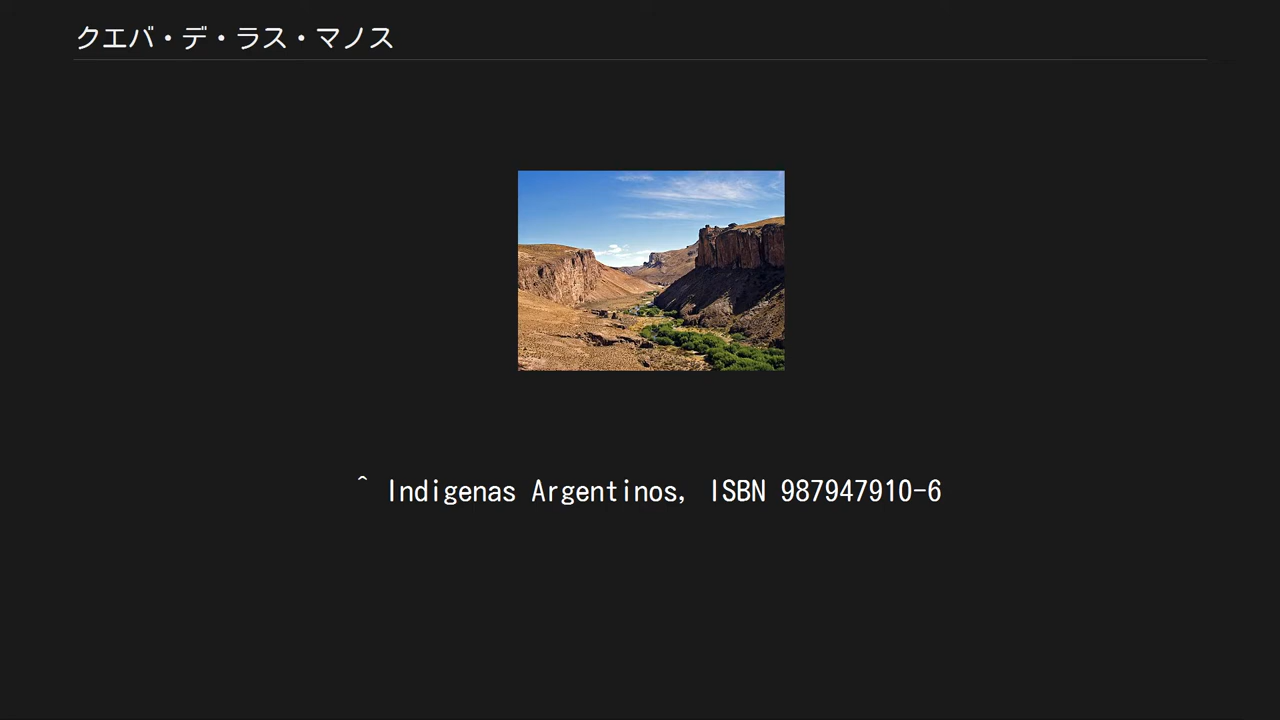 クエバ・デ・ラス・マノス
^ Indigenas Argentinos, ISBN 987947910-6